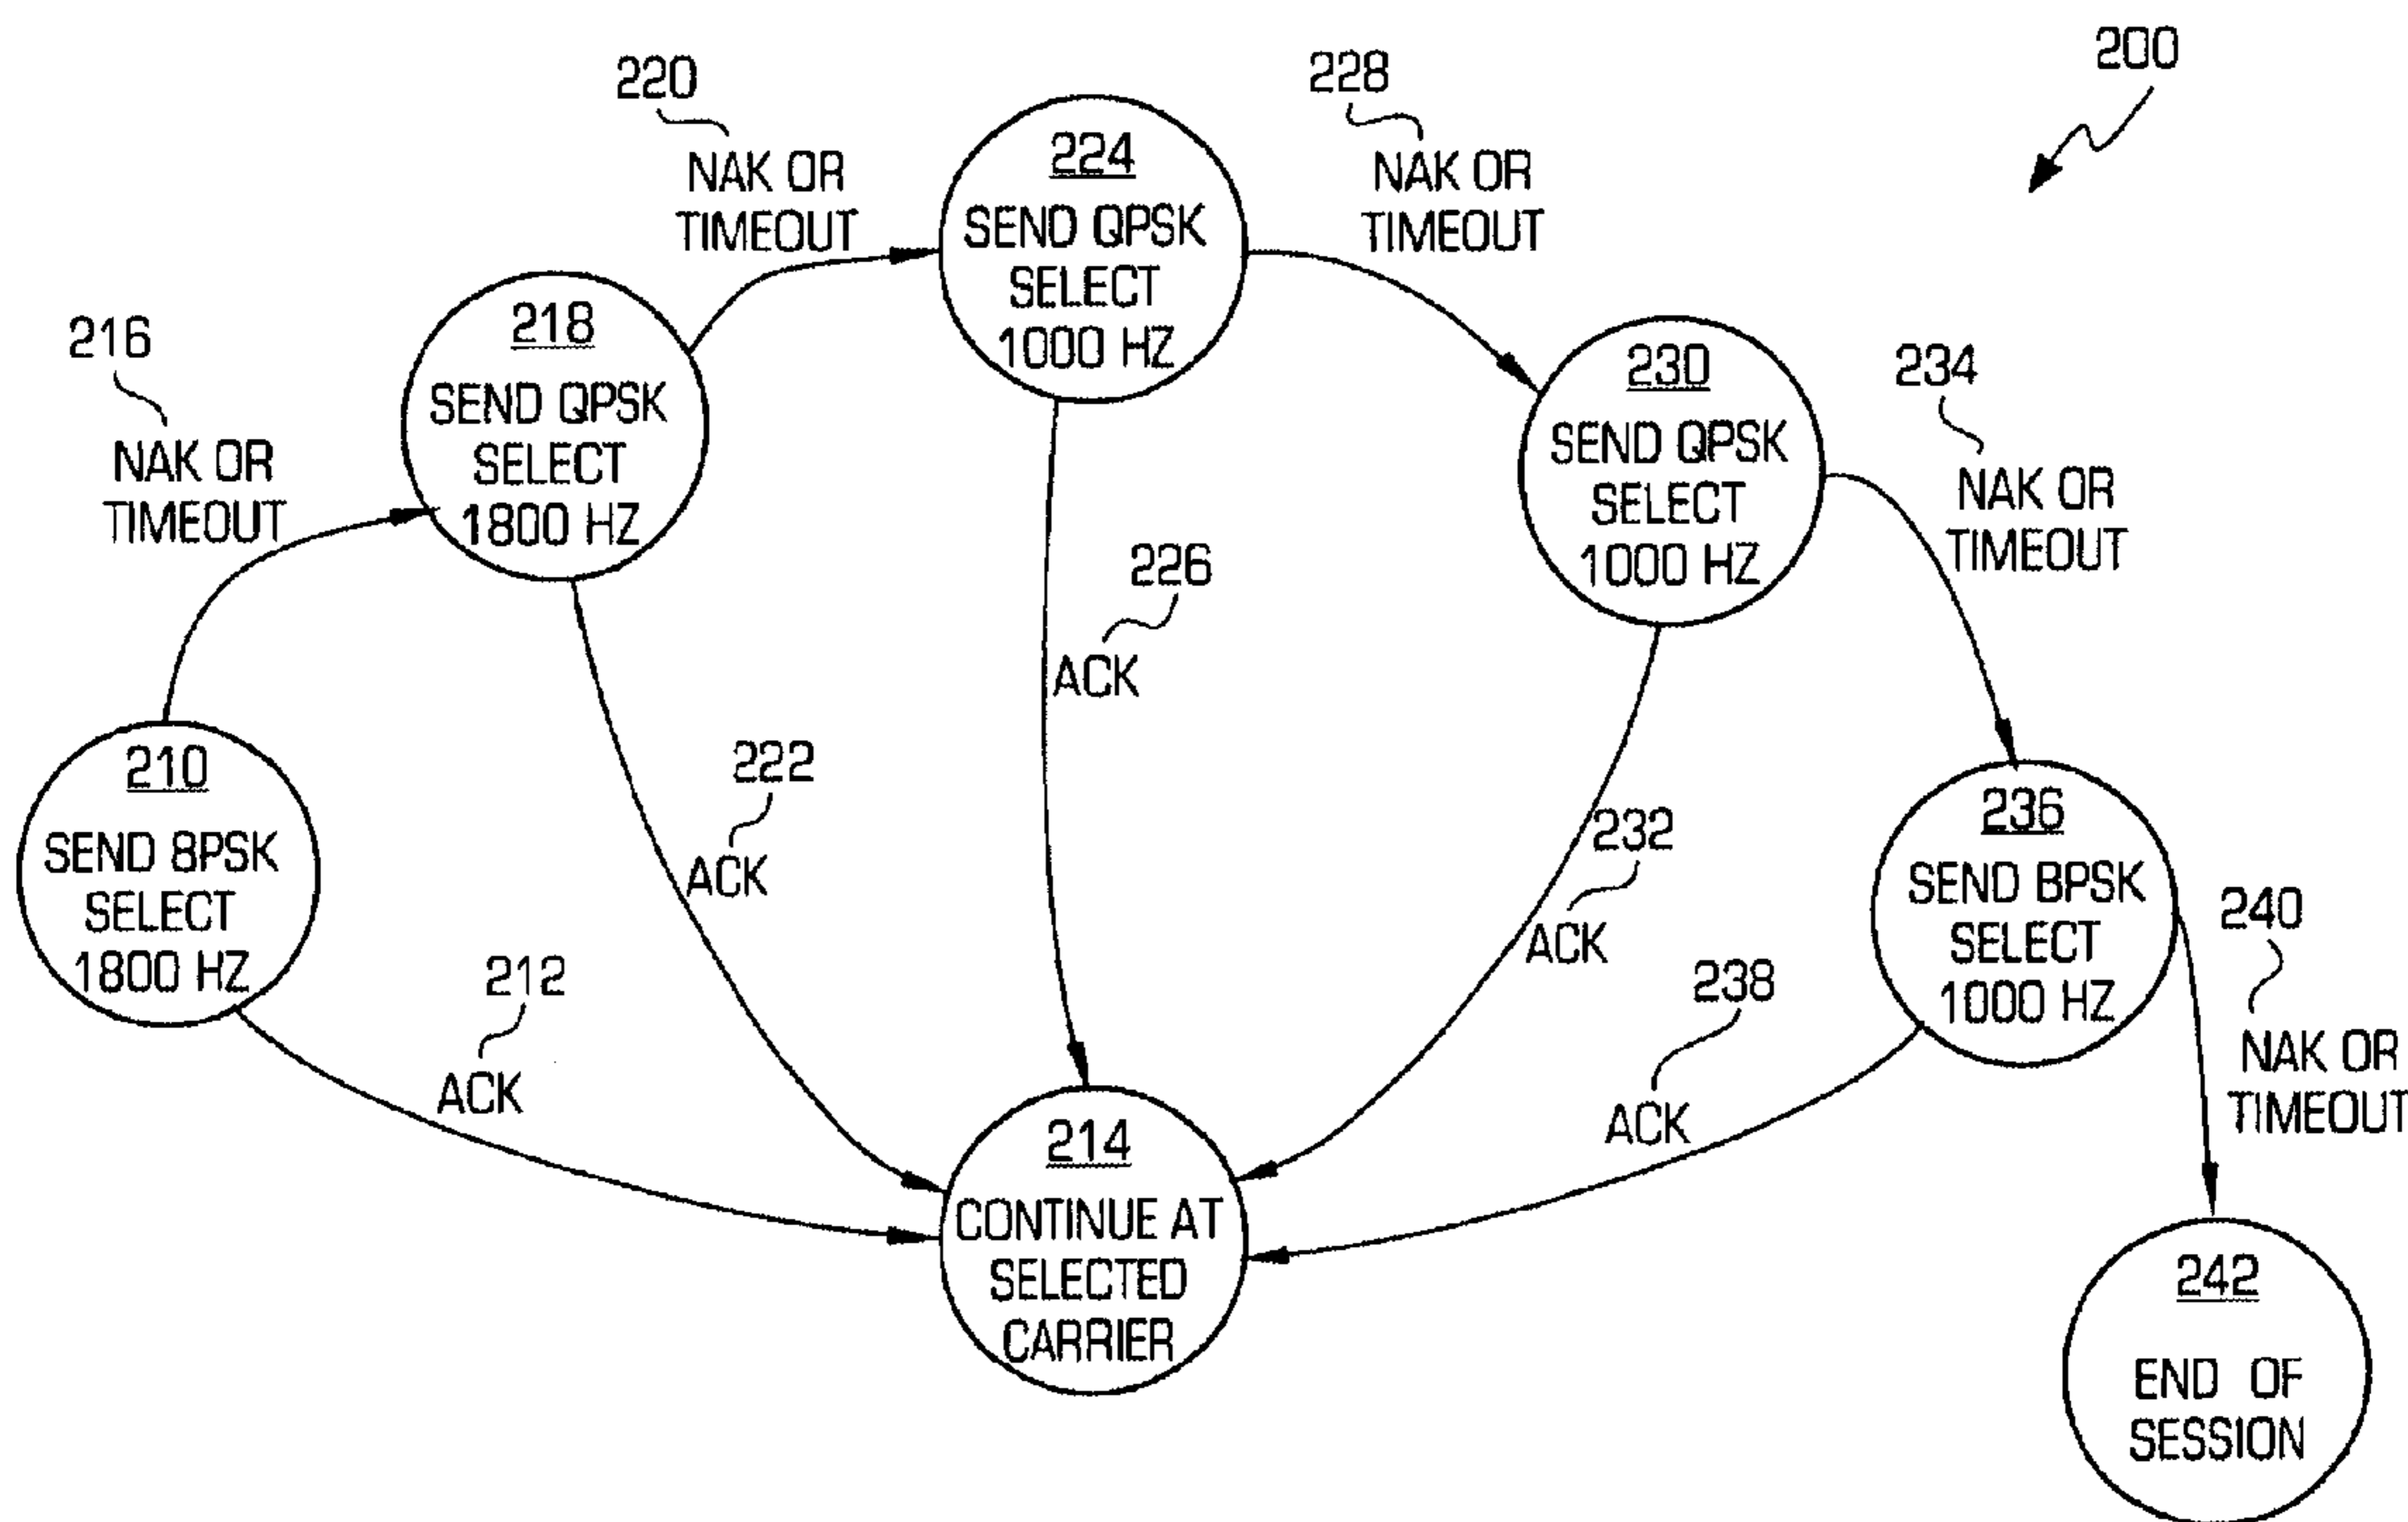 200
220
NAK OR
TIMEOUT
224
SEND QPSK
SELECT
1000 HZ
228
NAK OR
TIMEOUT
216
NAK OR
TIMEOUT
218
SEND QPSK
SELECT
1800 HZ
230
SEND QPSK
SELECT
1000 HZ
234
NAK OR
TIMEOUT
226
ACK
222
ACK
232
ACK
210
SEND 8PSK
SELECT
1800 HZ
212
ACK
236
SEND BPSK
SELECT
1000 HZ
238
ACK
240
NAK OR
TIMEOUT
214
CONTINUE AT
SELECTED
CARRIER
242
END OF
SESSION